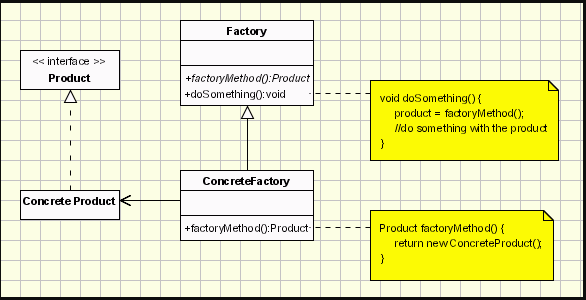 Factory
<< interface >>
Product
+factoryMethod():Product
+doSomething():void
void doSomething() {
product = factoryMethod();
//do something with the product
}
ConcreteFactory
Concrete Product
+factoryMethod():Product
Product factoryMethod() {
return new ConcreteProduct();
}